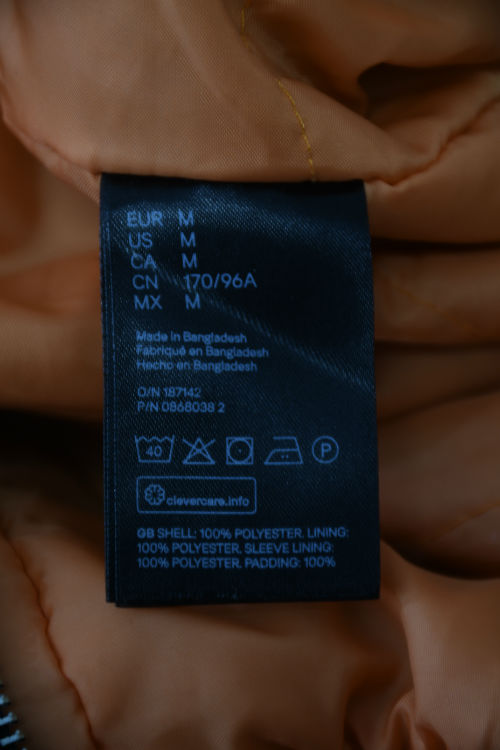 EUR M
US M
CA M
CN 170/96A
MX M
Made in Bangladesh
Fabriqué en Bangladesh
Hecho en Bangladesh
O/N 187142
P/N 0868038 2
40
P
clevercare.info
GB SHELL: 100% POLYESTER. LINING:
100% POLYESTER. SLEEVE LINING:
100% POLYESTER. PADDING: 100%